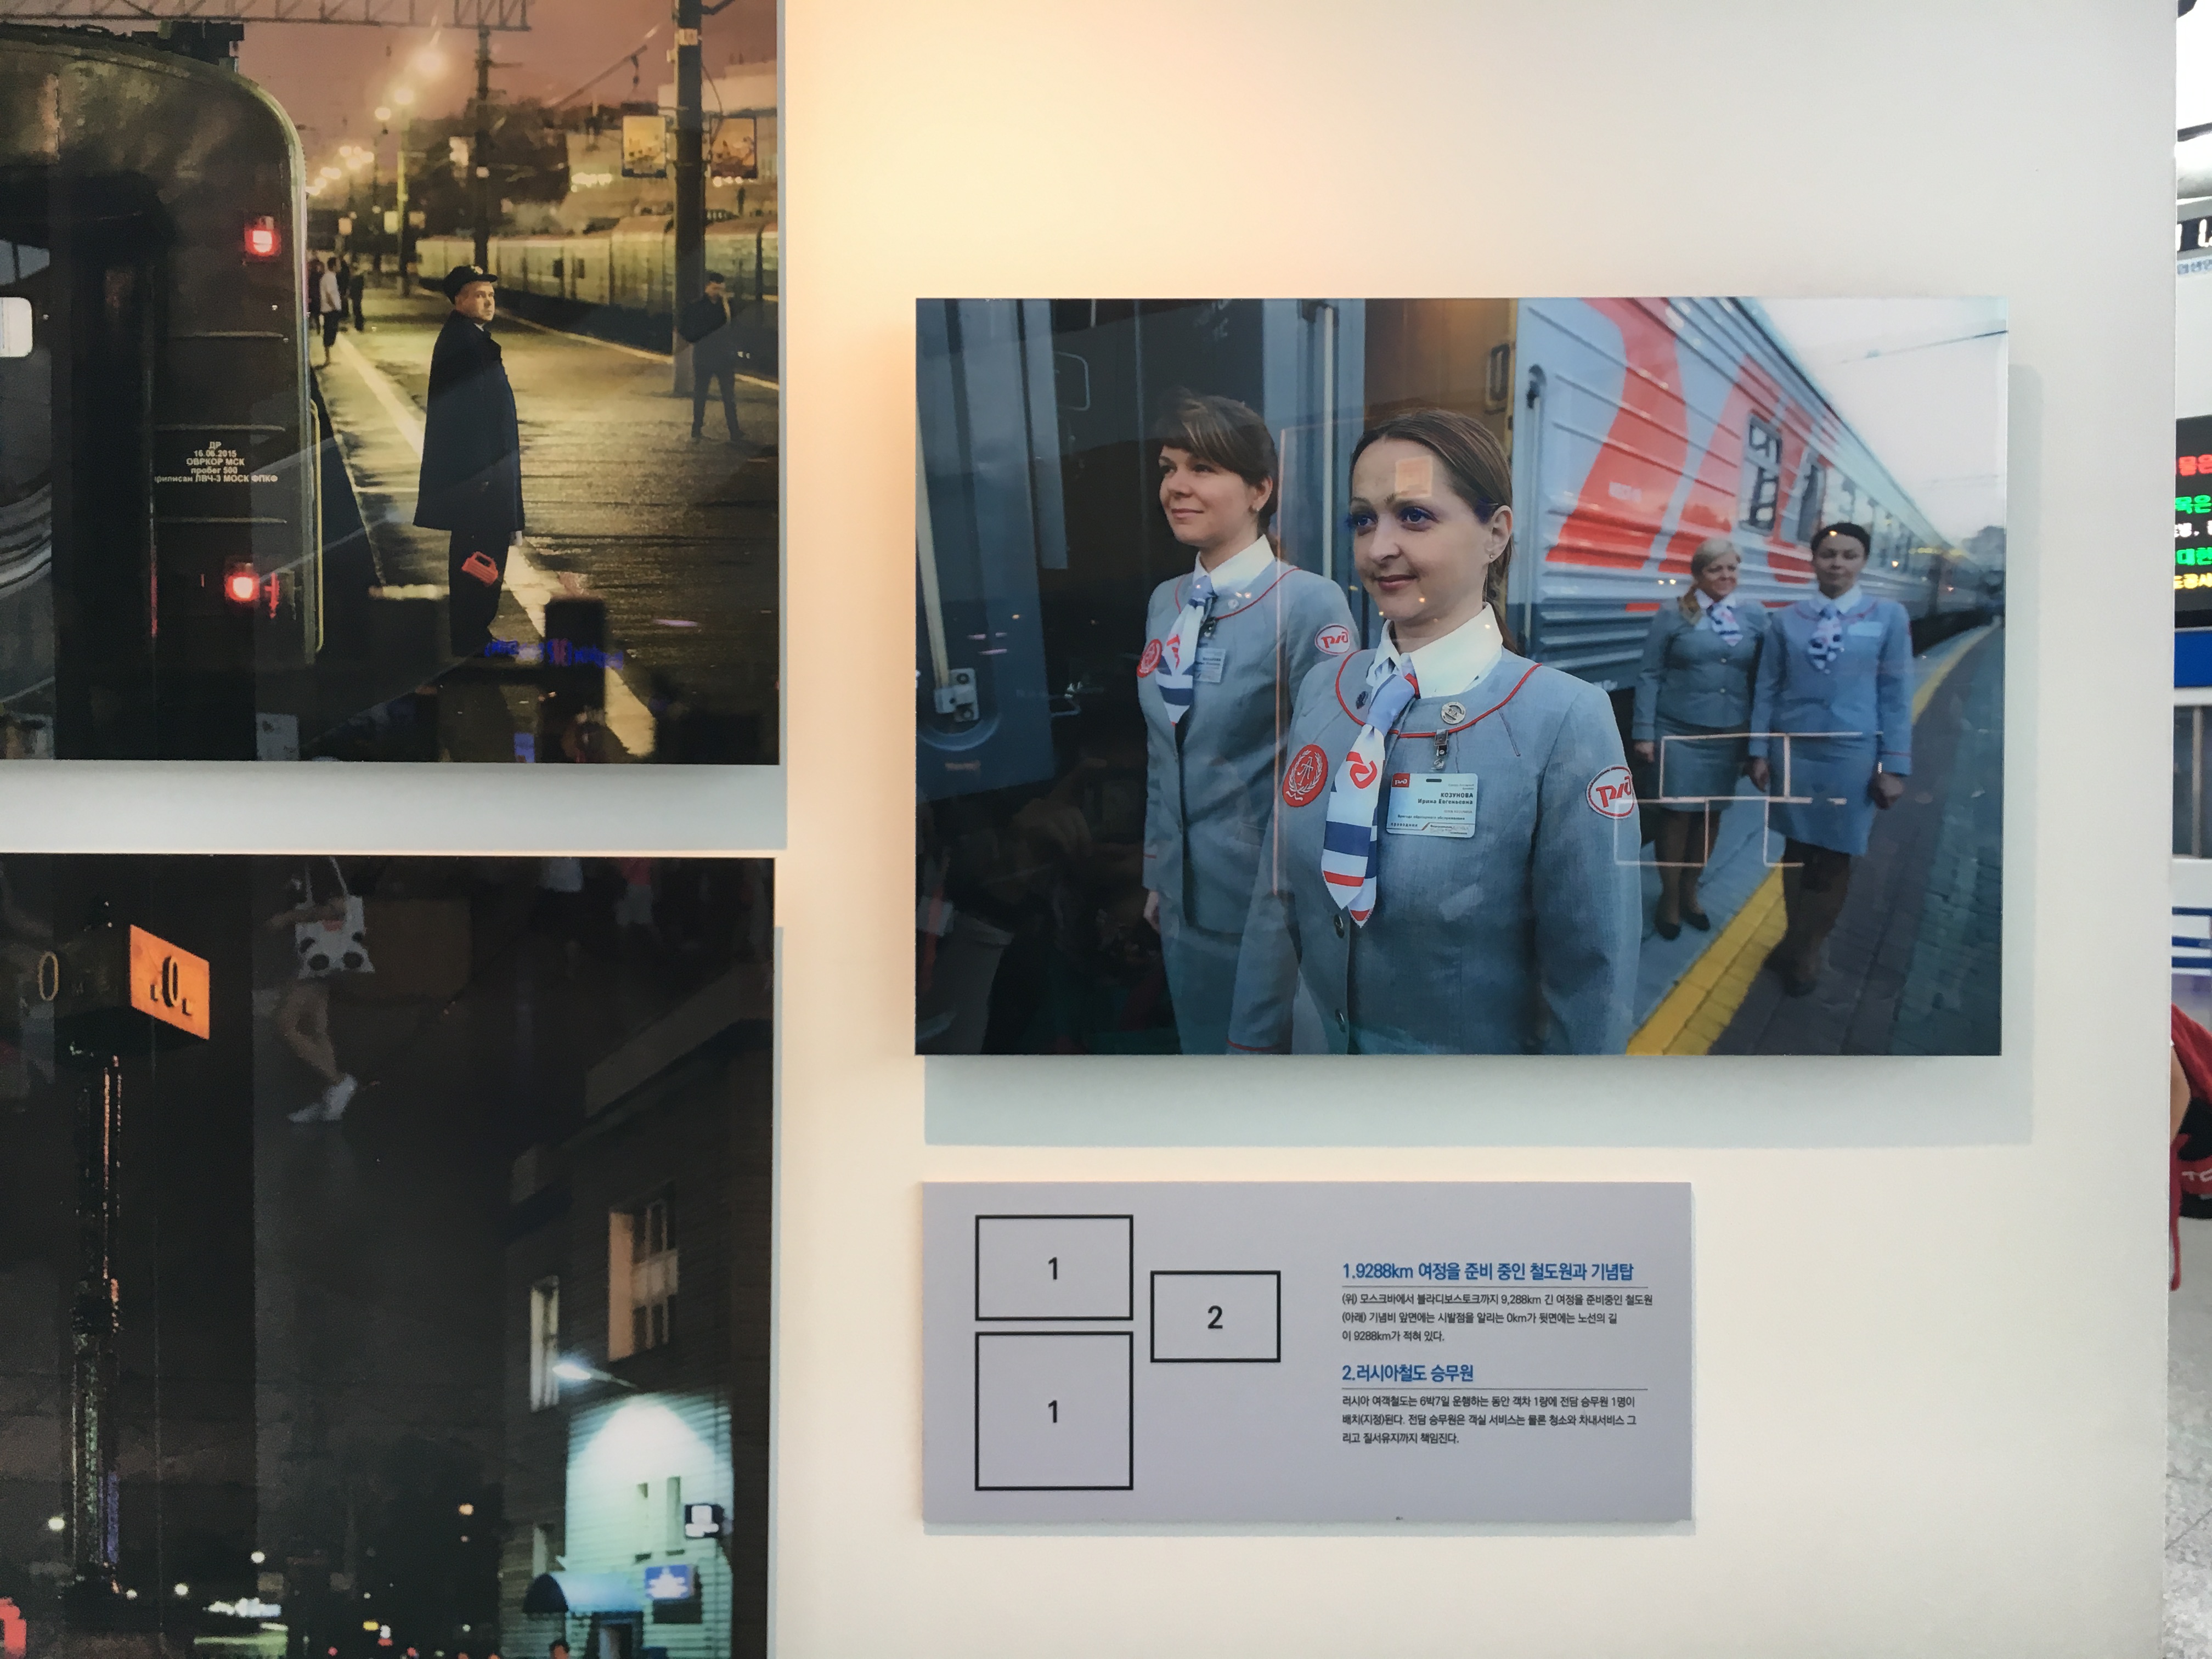 ДР
16.06.2015
ОВРКОР МСК
пробег 500
приписан ЛВЧ-3 МОСК ФПКФ
0
0
РЖД
РЖД
КОЗУНОВА
Ирина Евгеньевна
1
2
1
1.9288km 여정을 준비 중인 철도원과 기념탑
(위) 모스크바에서 블라디보스토크까지 9,288km 긴 여정을 준비중인 철도원
(아래) 기념비 앞면에는 시발점을 알리는 0km가 뒷면에는 노선의 길
이 9288km가 적혀 있다.
2.러시아철도 승무원
러시아 여객철도는 6박7일 운행하는 동안 객차 1량에 전담 승무원 1명이
배치(지정)된다. 전담 승무원은 객실 서비스는 물론 청소와 차내서비스 그
리고 질서유지까지 책임진다.